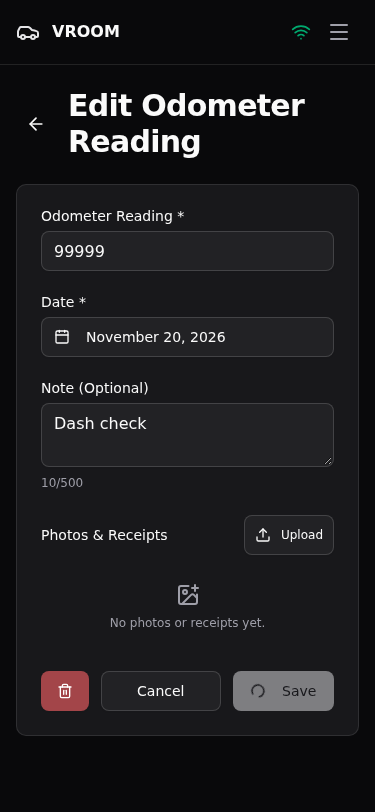 VROOM
Edit Odometer
Reading
Odometer Reading *
99999
Date *
November 20, 2026
Note (Optional)
Dash check
10/500
Photos & Receipts
Upload
No photos or receipts yet.
Cancel
Save